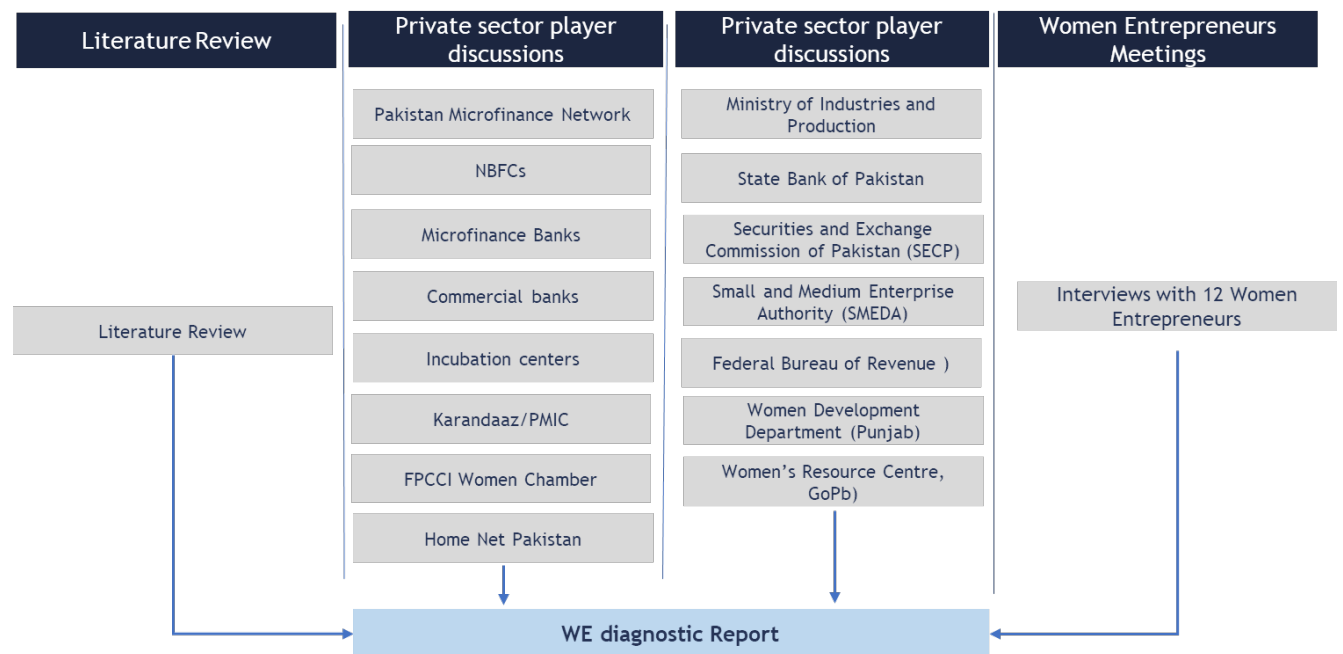 Literature Review
Private sector player
discussions
Private sector player
discussions
Women Entrepreneurs
Meetings
Literature Review
Pakistan Microfinance Network
NBFCs
Microfinance Banks
Commercial banks
Incubation centers
Karandaaz/PMIC
FPCCI Women Chamber
Home Net Pakistan
Ministry of Industries and
Production
State Bank of Pakistan
Securities and Exchange
Commission of Pakistan (SECP)
Small and Medium Enterprise
Authority (SMEDA)
Federal Bureau of Revenue )
Women Development
Department (Punjab)
Women’s Resource Centre,
GoPb)
Interviews with 12 Women
Entrepreneurs
WE diagnostic Report